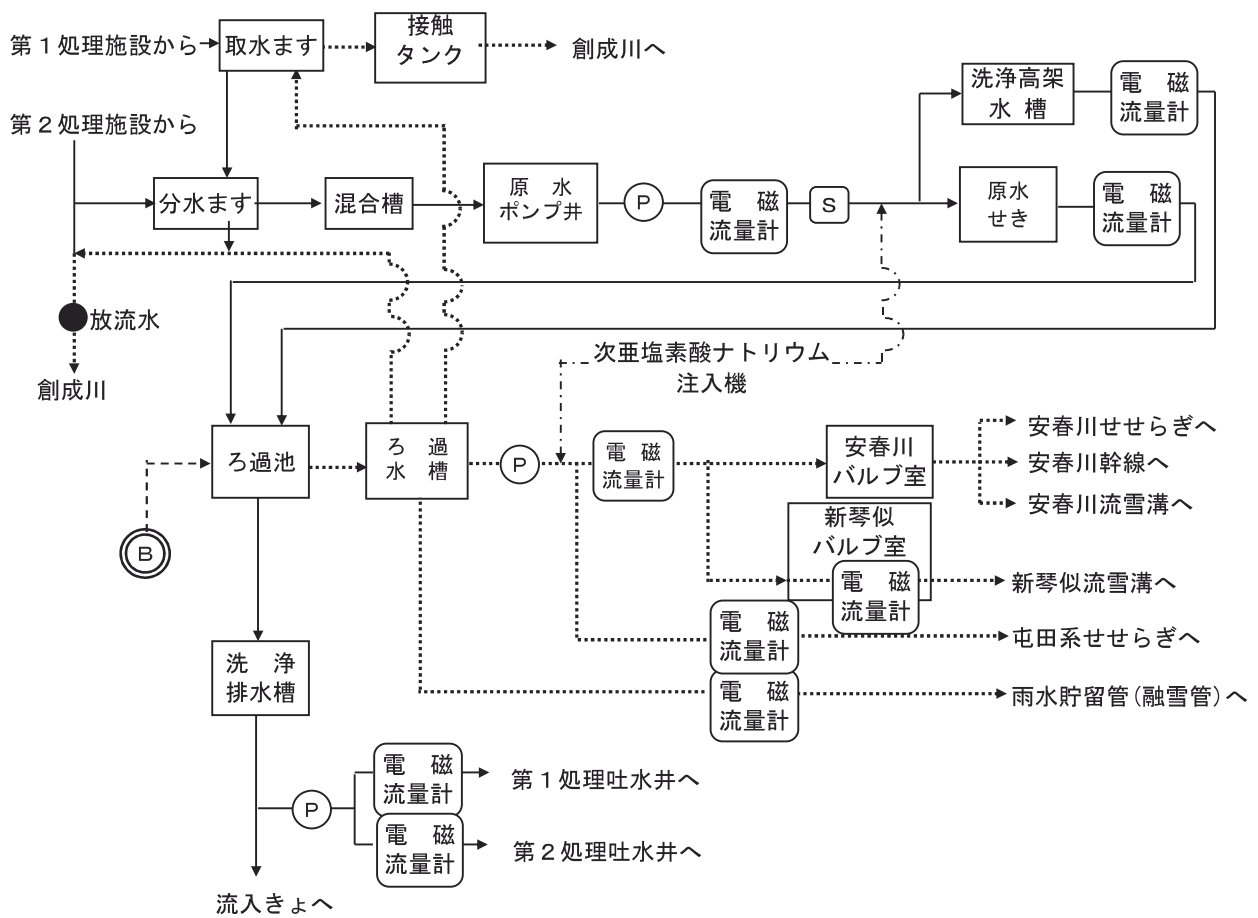 第1処理施設から
取水ます
接触
タンク
創成川へ
第2処理施設から
分水ます
混合槽
原 水
ポンプ井
P
電 磁
流量計
S
洗浄高架
水 槽
電 磁
流量計
原水
せき
電 磁
流量計
放流水
創成川
次亜塩素酸ナトリウム
注入機
ろ過池
ろ 過
水 槽
P
電 磁
流量計
安春川
バルブ室
安春川せせらぎへ
安春川幹線へ
安春川流雪溝へ
B
新琴似
バルブ室
電 磁
流量計
新琴似流雪溝へ
電 磁
流量計
屯田系せせらぎへ
電 磁
流量計
雨水貯留管(融雪管)へ
洗 浄
排水槽
P
電 磁
流量計
第1処理吐水井へ
電 磁
流量計
第2処理吐水井へ
流入きょへ